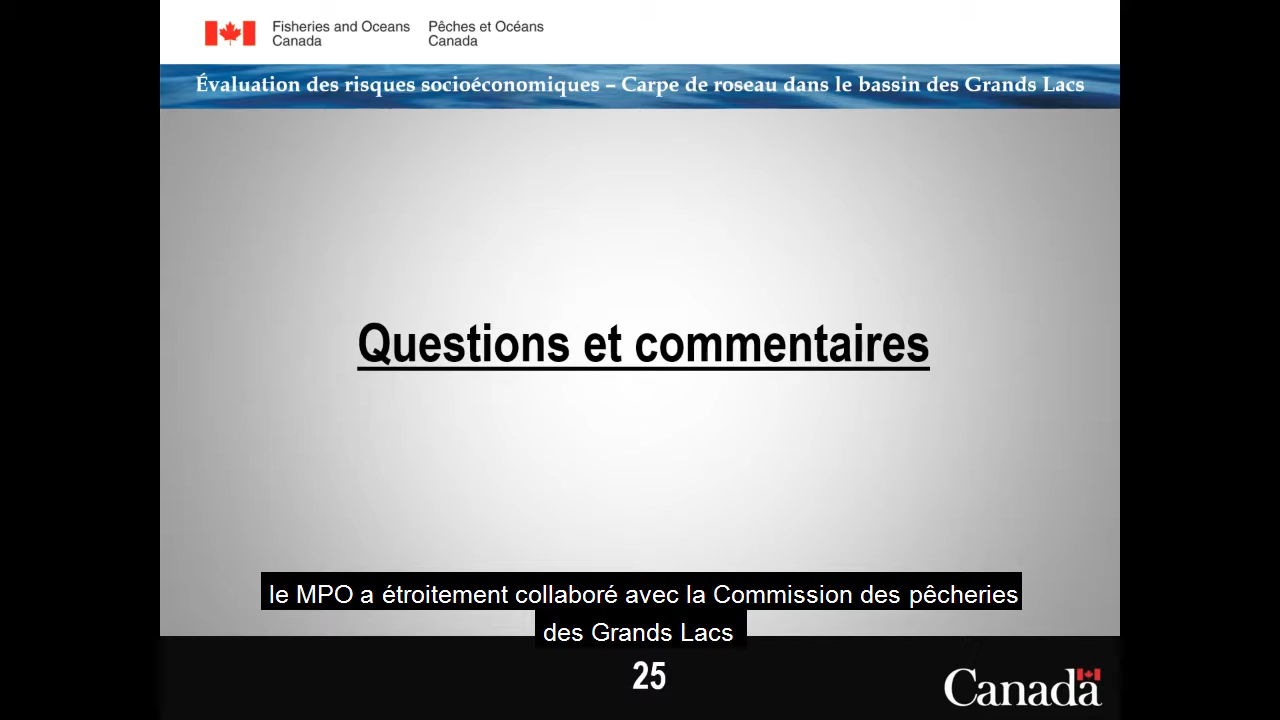 Fisheries and Oceans Canada
Pêches et Océans Canada
Évaluation des risques socioéconomiques – Carpe de roseau dans le bassin des Grands Lacs
Questions et commentaires
le MPO a étroitement collaboré avec la Commission des pêcheries
des Grands Lacs
25
Canada